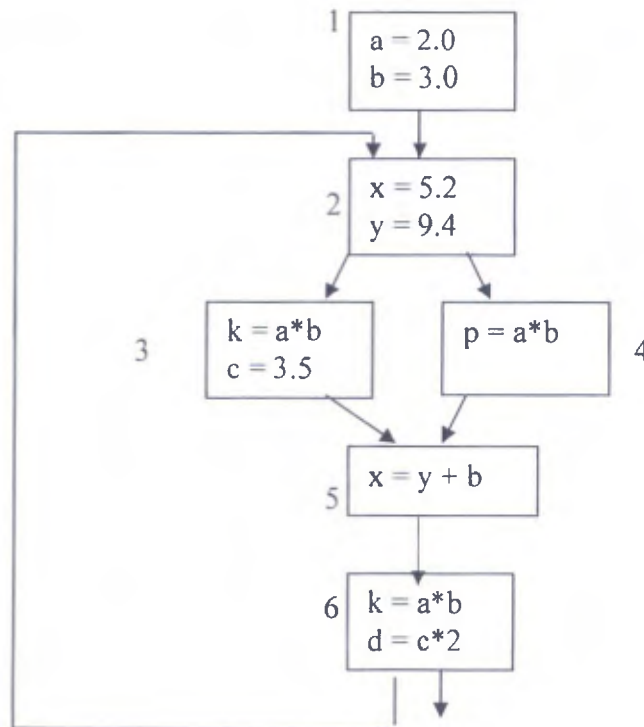 1
a = 2.0
b = 3.0
2
x = 5.2
y = 9.4
3
k = a*b
c = 3.5
p = a*b
4
x = y + b
5
6
k = a*b
d = c*2